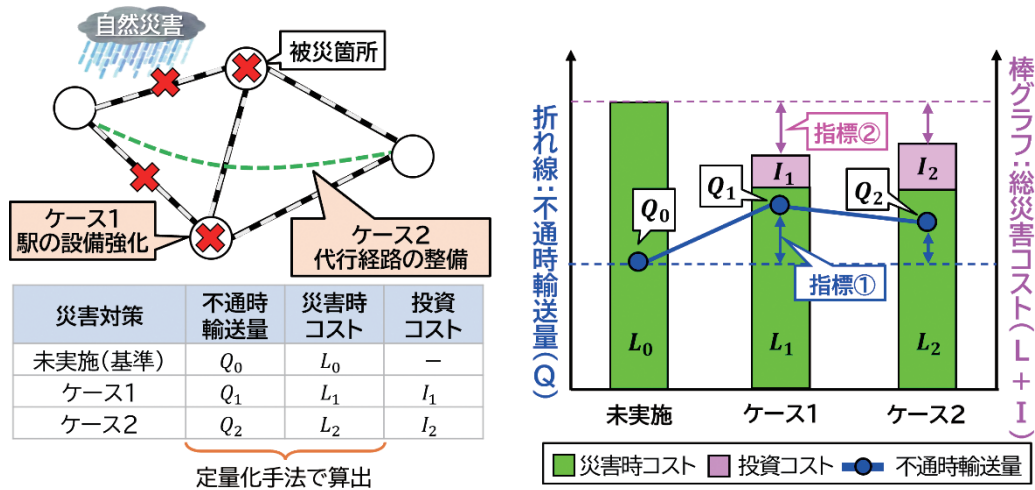 自然災害
被災箇所
ケース1
駅の設備強化
ケース2
代行経路の整備
災害対策 不通時輸送量 災害時コスト 投資コスト
未実施(基準) Q₀ L₀ −
ケース1 Q₁ L₁ I₁
ケース2 Q₂ L₂ I₂
定量化手法で算出
折れ線:不通時輸送量(Q)
棒グラフ:総災害コスト(L+I)
指標②
I₁
I₂
Q₀
Q₁
Q₂
指標①
L₀
L₁
L₂
未実施 ケース1 ケース2
災害時コスト 投資コスト 不通時輸送量